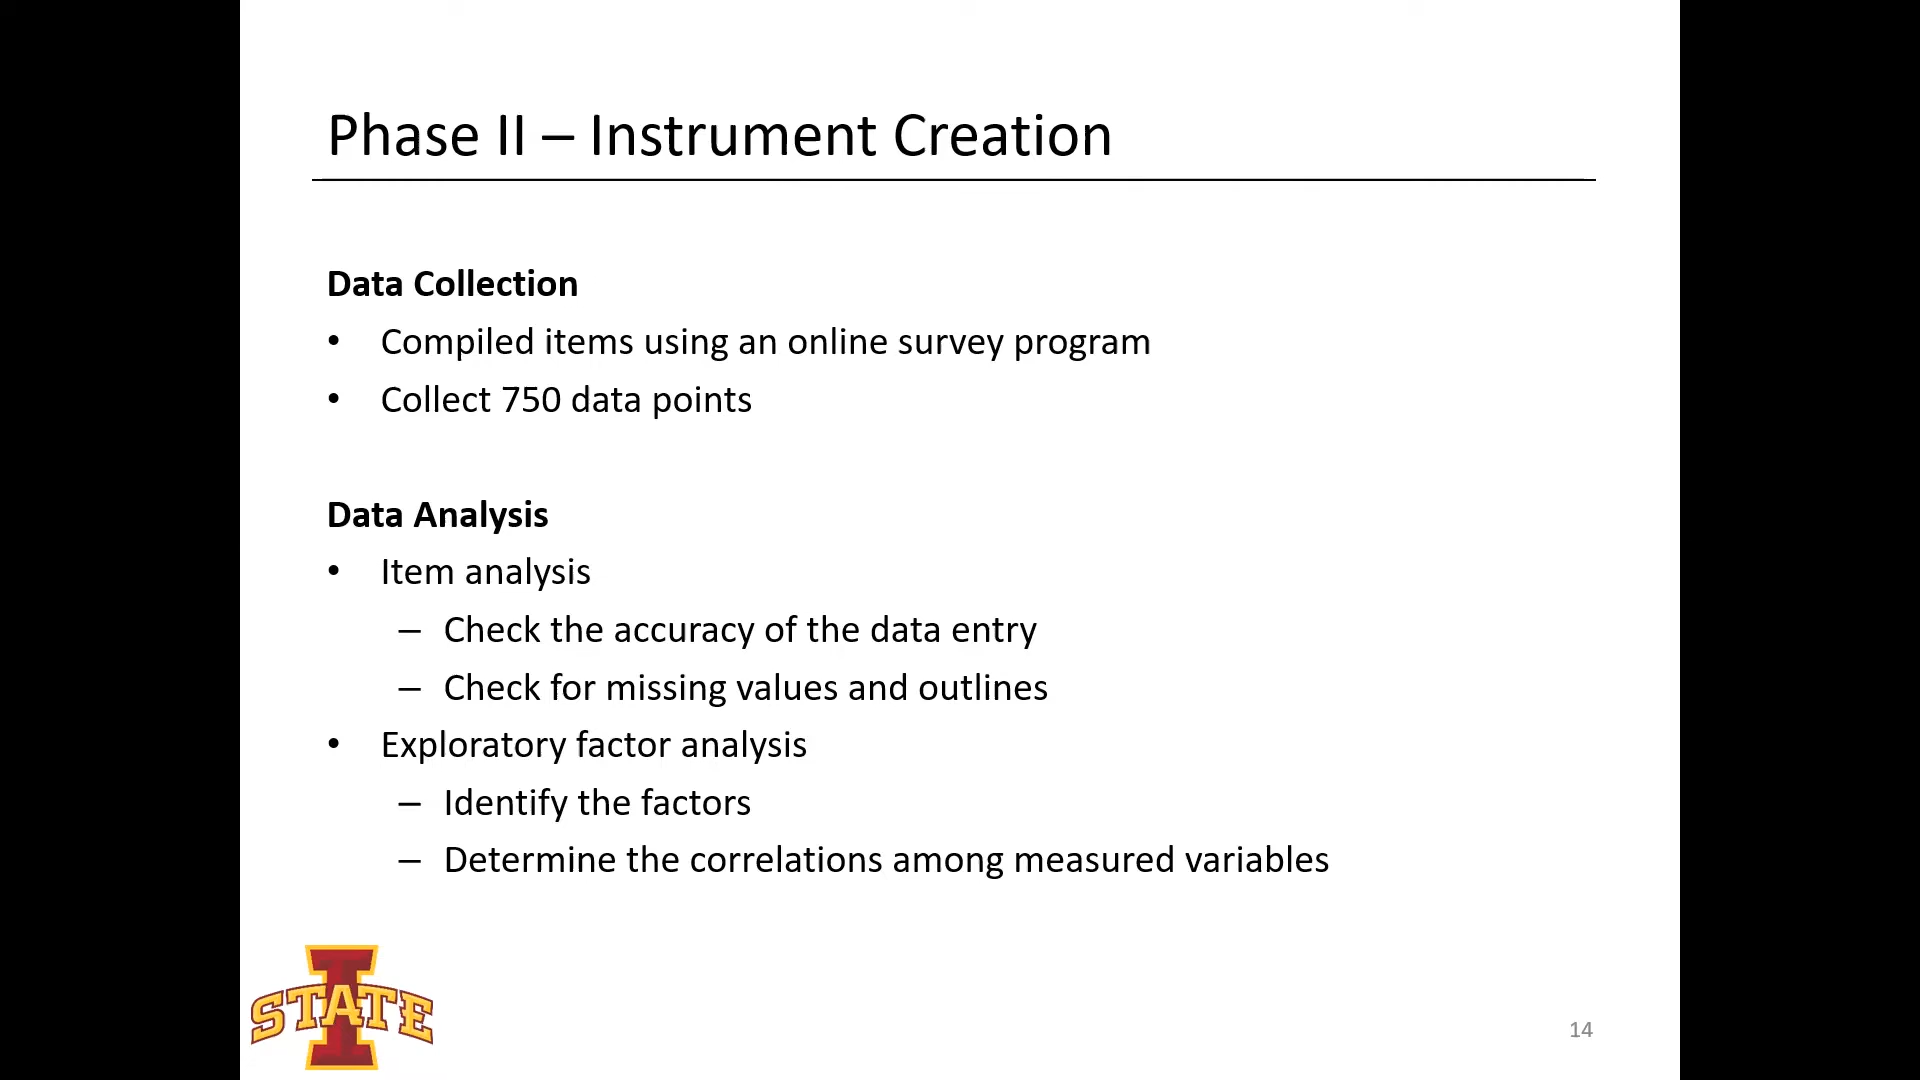 Phase II – Instrument Creation
Data Collection
• Compiled items using an online survey program
• Collect 750 data points
Data Analysis
• Item analysis
– Check the accuracy of the data entry
– Check for missing values and outlines
• Exploratory factor analysis
– Identify the factors
– Determine the correlations among measured variables
I
STATE
14